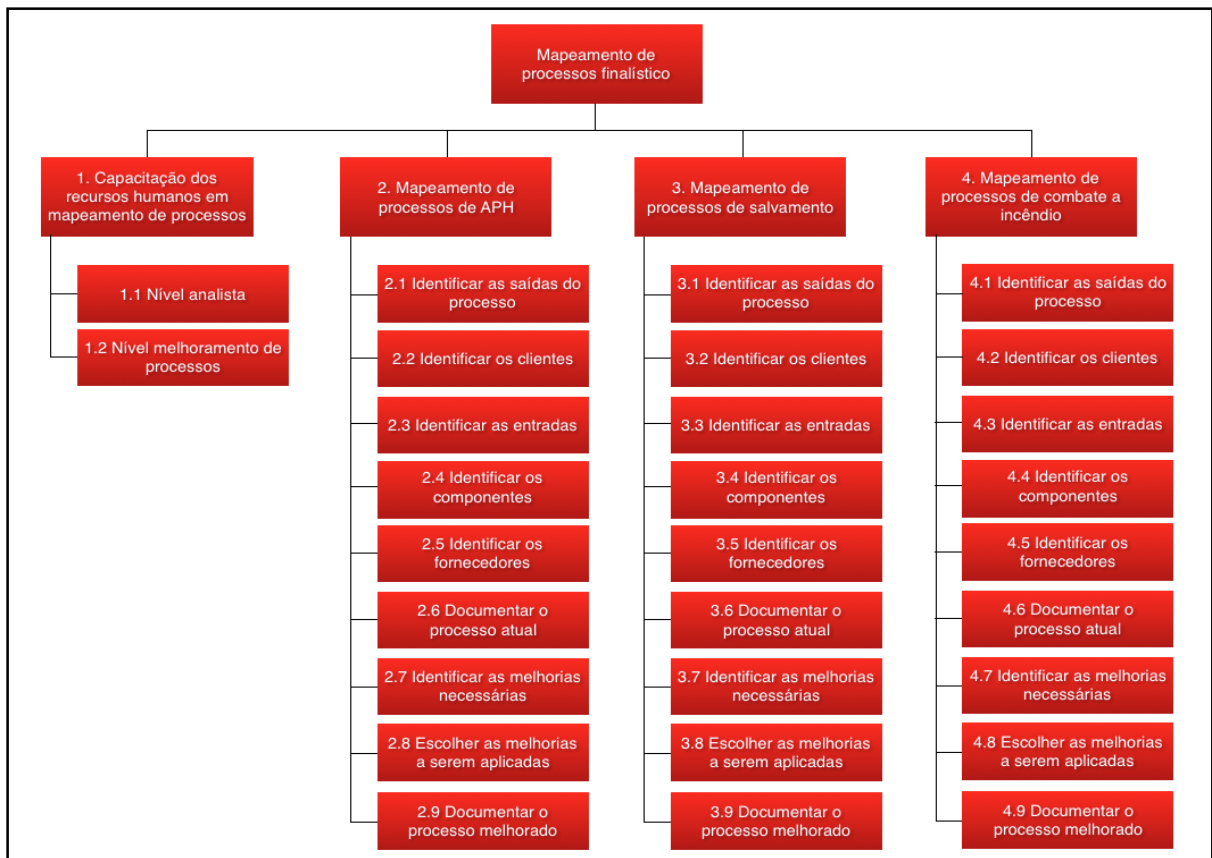 Mapeamento de
processos finalístico
1. Capacitação dos
recursos humanos em
mapeamento de processos
1.1 Nível analista
1.2 Nível melhoramento de
processos
2. Mapeamento de
processos de APH
2.1 Identificar as saídas do
processo
2.2 Identificar os clientes
2.3 Identificar as entradas
2.4 Identificar os
componentes
2.5 Identificar os
fornecedores
2.6 Documentar o
processo atual
2.7 Identificar as melhorias
necessárias
2.8 Escolher as melhorias
a serem aplicadas
2.9 Documentar o
processo melhorado
3. Mapeamento de
processos de salvamento
3.1 Identificar as saídas do
processo
3.2 Identificar os clientes
3.3 Identificar as entradas
3.4 Identificar os
componentes
3.5 Identificar os
fornecedores
3.6 Documentar o
processo atual
3.7 Identificar as melhorias
necessárias
3.8 Escolher as melhorias
a serem aplicadas
3.9 Documentar o
processo melhorado
4. Mapeamento de
processos de combate a
incêndio
4.1 Identificar as saídas do
processo
4.2 Identificar os clientes
4.3 Identificar as entradas
4.4 Identificar os
componentes
4.5 Identificar os
fornecedores
4.6 Documentar o
processo atual
4.7 Identificar as melhorias
necessárias
4.8 Escolher as melhorias
a serem aplicadas
4.9 Documentar o
processo melhorado